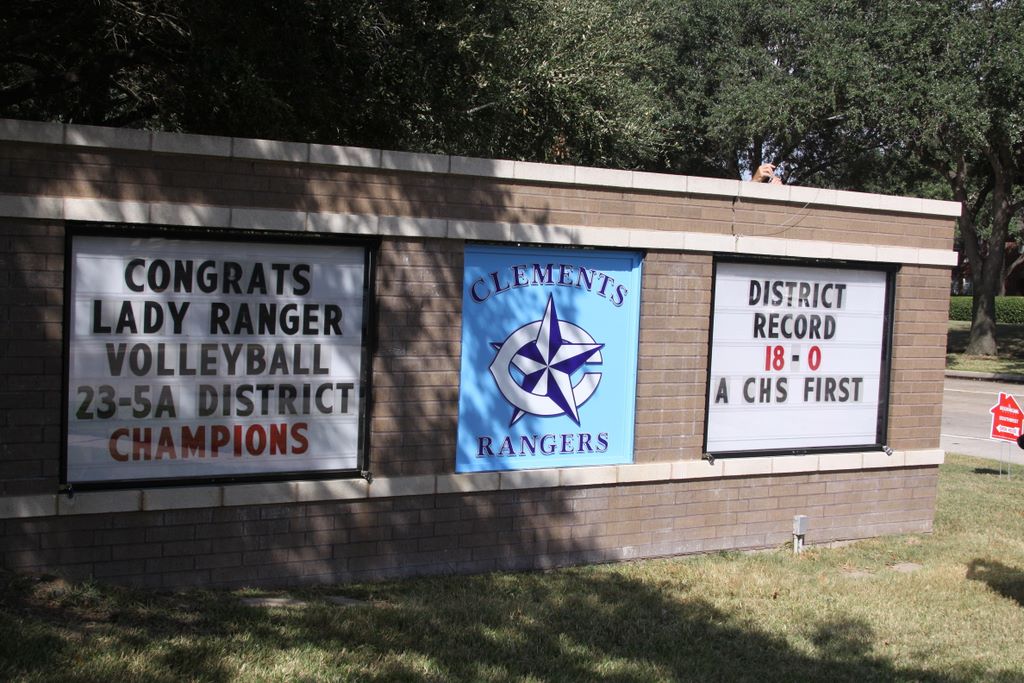 CONGRATS
LADY RANGER
VOLLEYBALL
23-5A DISTRICT
CHAMPIONS
CLEMENTS
C
RANGERS
DISTRICT
RECORD
18-0
A CHS FIRST